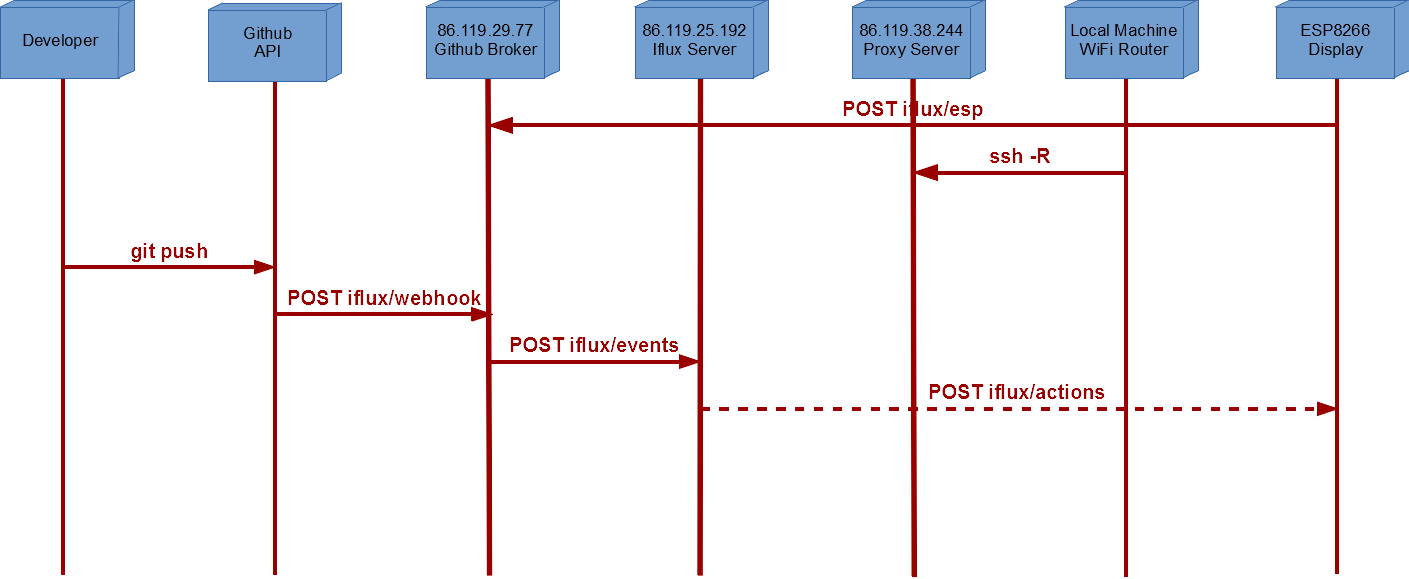 Developer
Github
API
86.119.29.77
Github Broker
86.119.25.192
Iflux Server
86.119.38.244
Proxy Server
Local Machine
WiFi Router
ESP8266
Display
POST iflux/esp
ssh -R
git push
POST iflux/webhook
POST iflux/events
POST iflux/actions